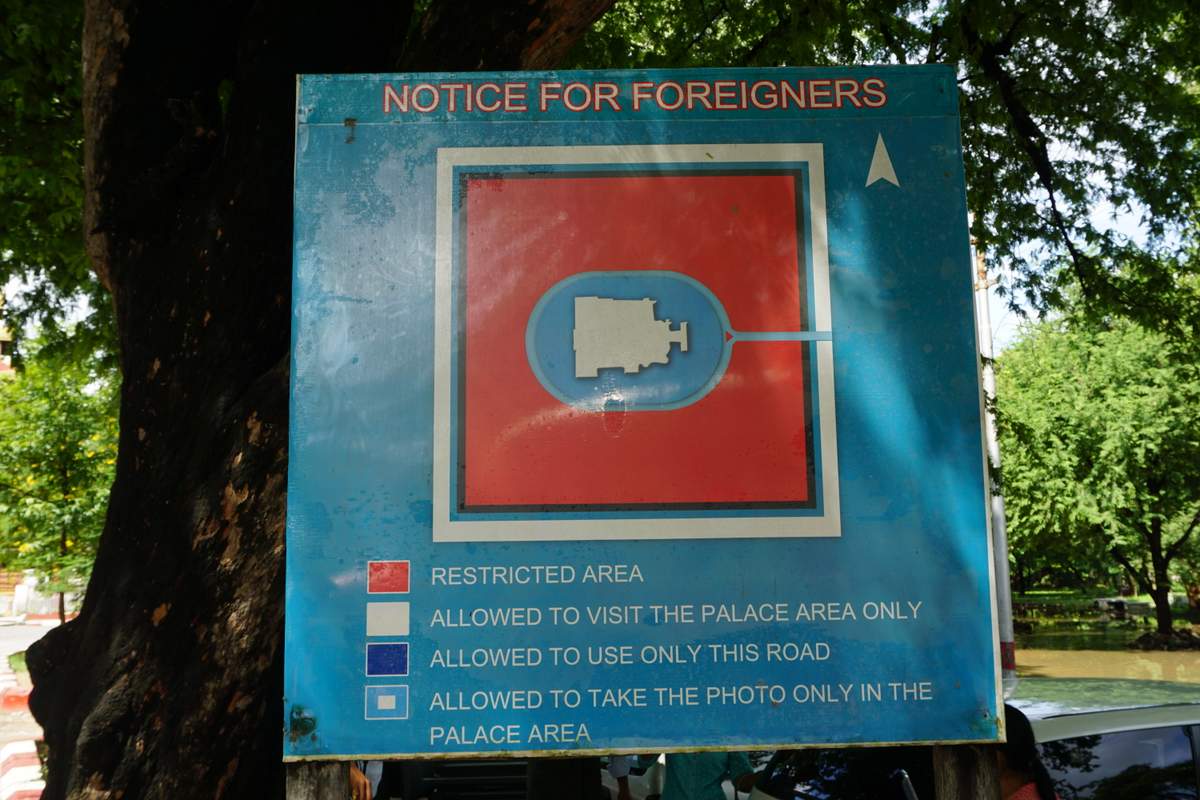 NOTICE FOR FOREIGNERS
RESTRICTED AREA
ALLOWED TO VISIT THE PALACE AREA ONLY
ALLOWED TO USE ONLY THIS ROAD
ALLOWED TO TAKE THE PHOTO ONLY IN THE
PALACE AREA